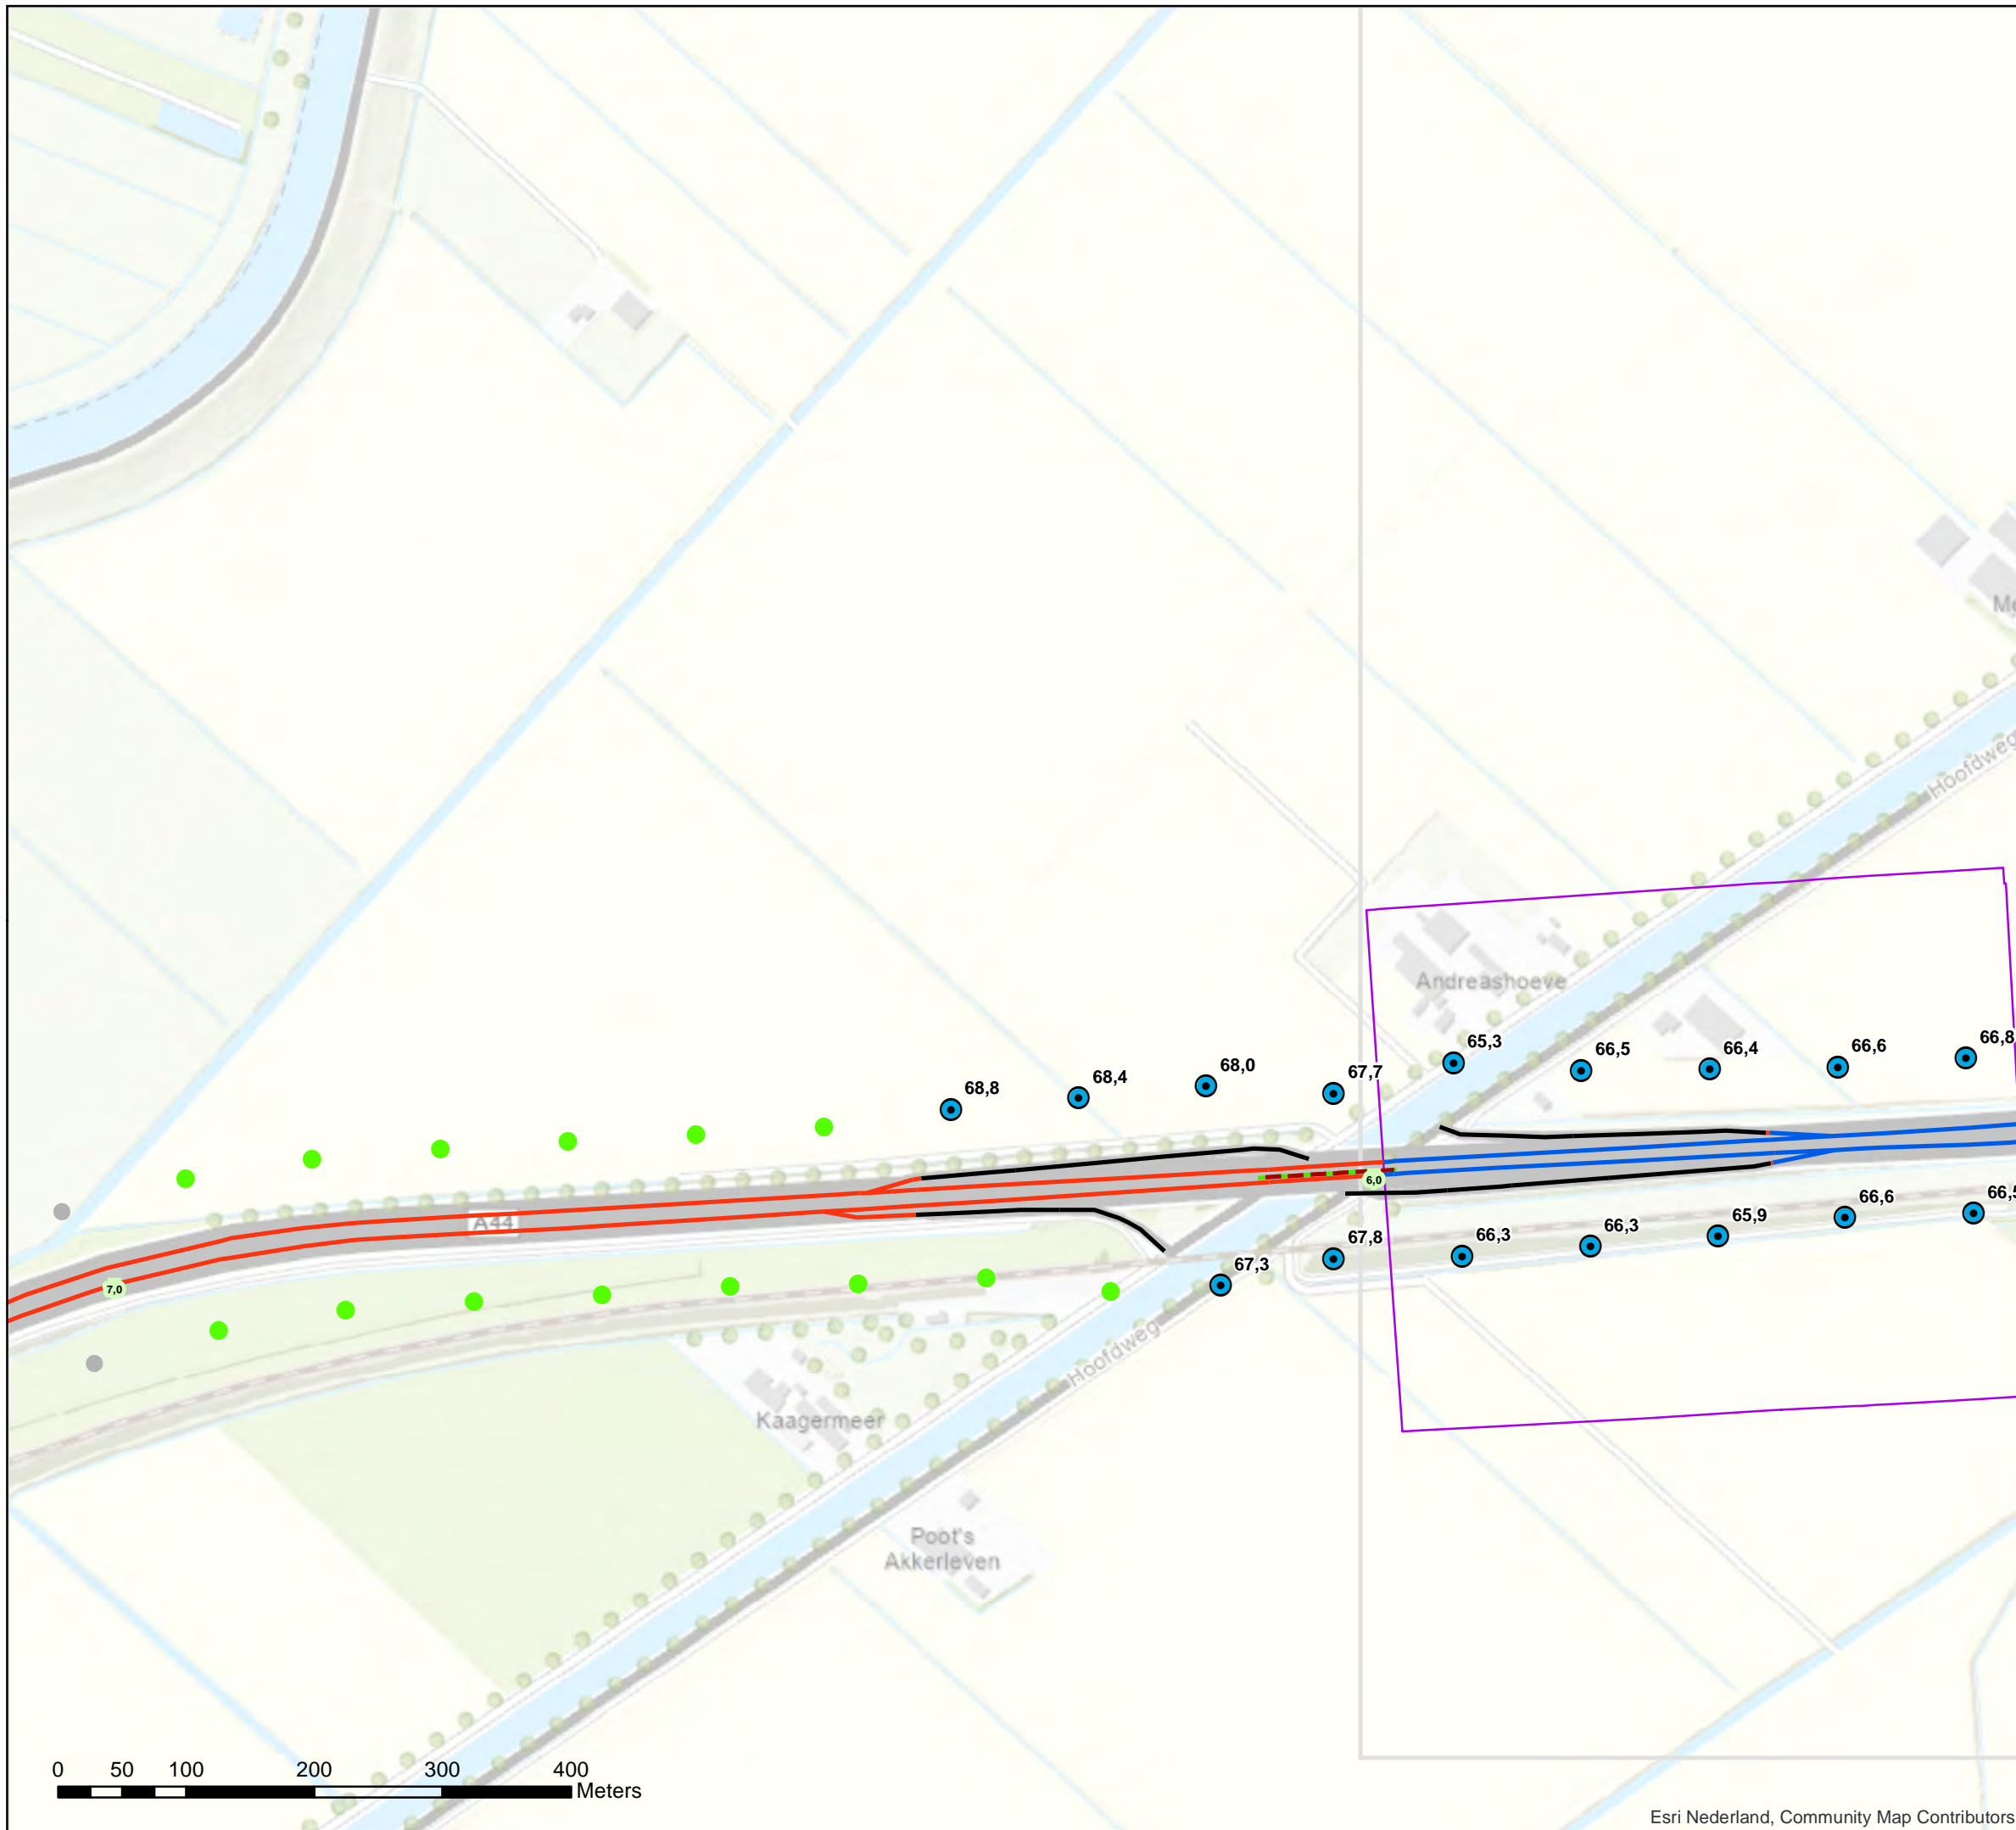 Hoofdweg
Andreashoeve
65,3
66,5
66,4
66,6
66,8
67,7
68,0
68,4
68,8
A44
6,0
7,0
67,3
67,8
66,3
66,3
65,9
66,6
Hoofdweg
Kaagermeer
Poot's
Akkerleven
0 50 100 200 300 400
Meters
Esri Nederland, Community Map Contributors